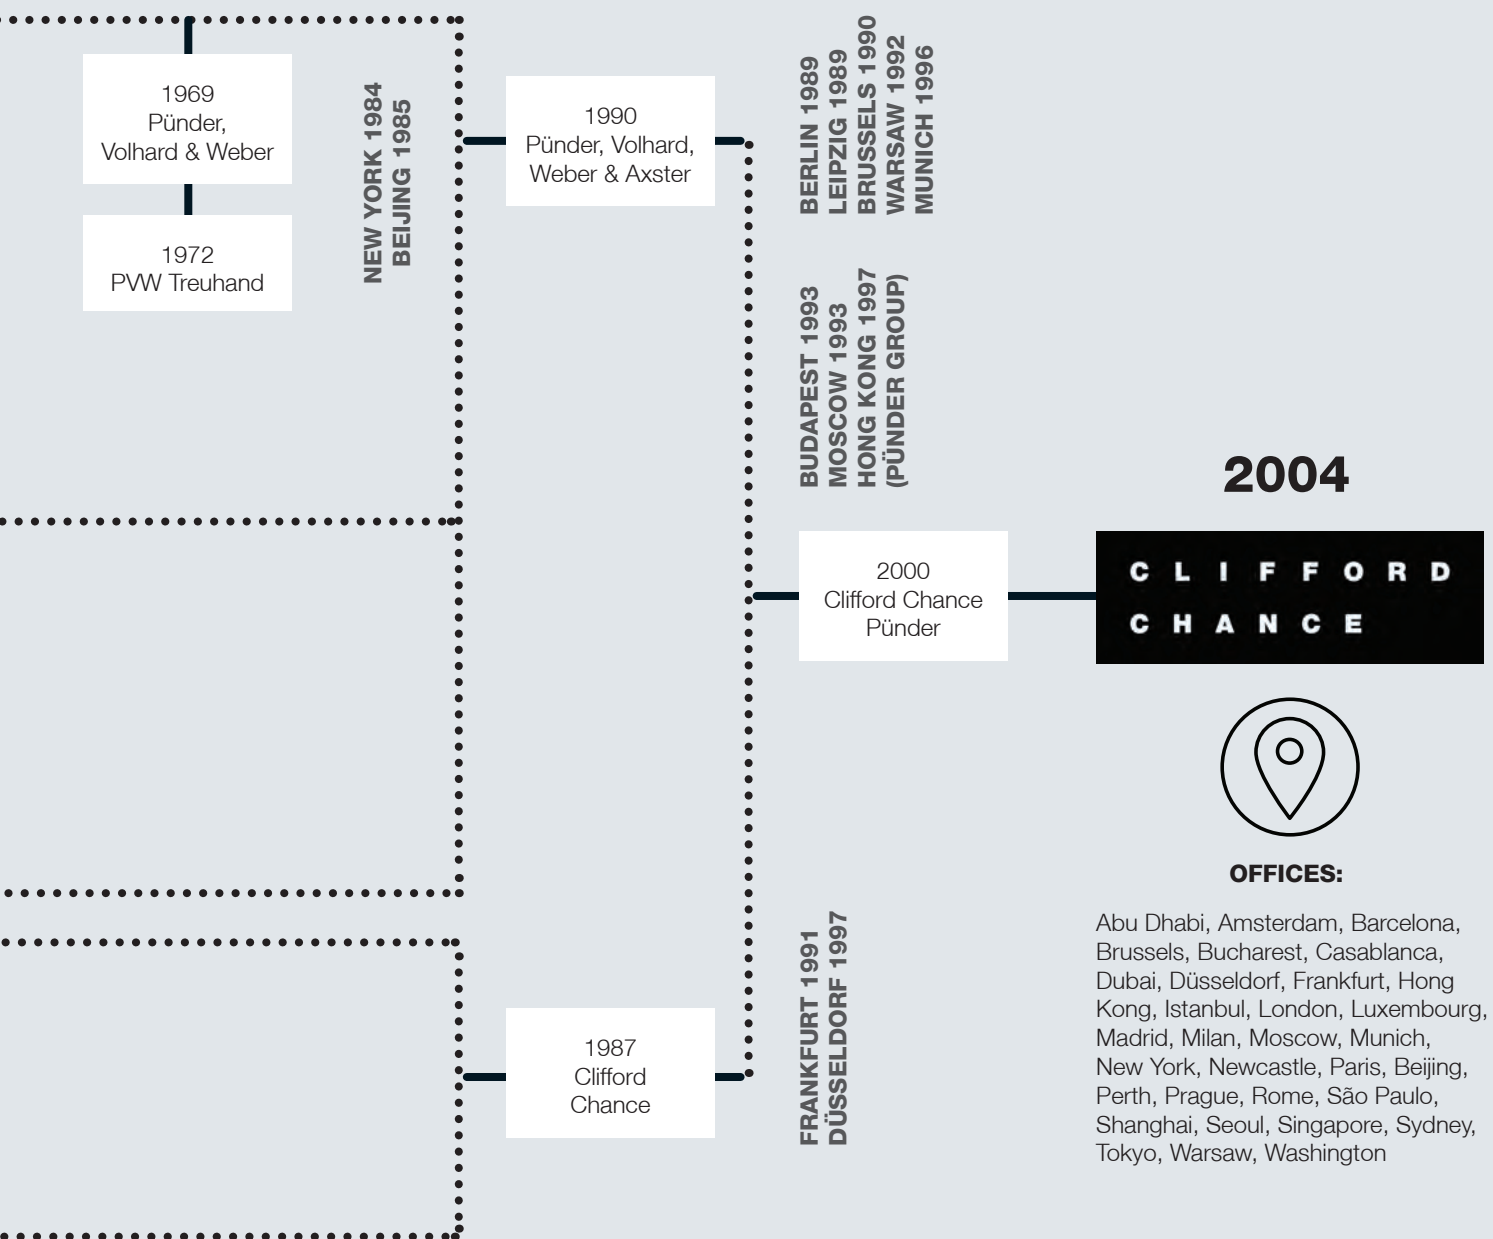 1969
Pünder,
Volhard & Weber
1972
PVW Treuhand
NEW YORK 1984
BEIJING 1985
1990
Pünder, Volhard,
Weber & Axster
BERLIN 1989
LEIPZIG 1989
BRUSSELS 1990
WARSAW 1992
MUNICH 1996
BUDAPEST 1993
MOSCOW 1993
HONG KONG 1997
(PÜNDER GROUP)
2000
Clifford Chance
Pünder
1987
Clifford
Chance
FRANKFURT 1991
DÜSSELDORF 1997
2004
CLIFFORD
CHANCE
OFFICES:
Abu Dhabi, Amsterdam, Barcelona,
Brussels, Bucharest, Casablanca,
Dubai, Düsseldorf, Frankfurt, Hong
Kong, Istanbul, London, Luxembourg,
Madrid, Milan, Moscow, Munich,
New York, Newcastle, Paris, Beijing,
Perth, Prague, Rome, São Paulo,
Shanghai, Seoul, Singapore, Sydney,
Tokyo, Warsaw, Washington